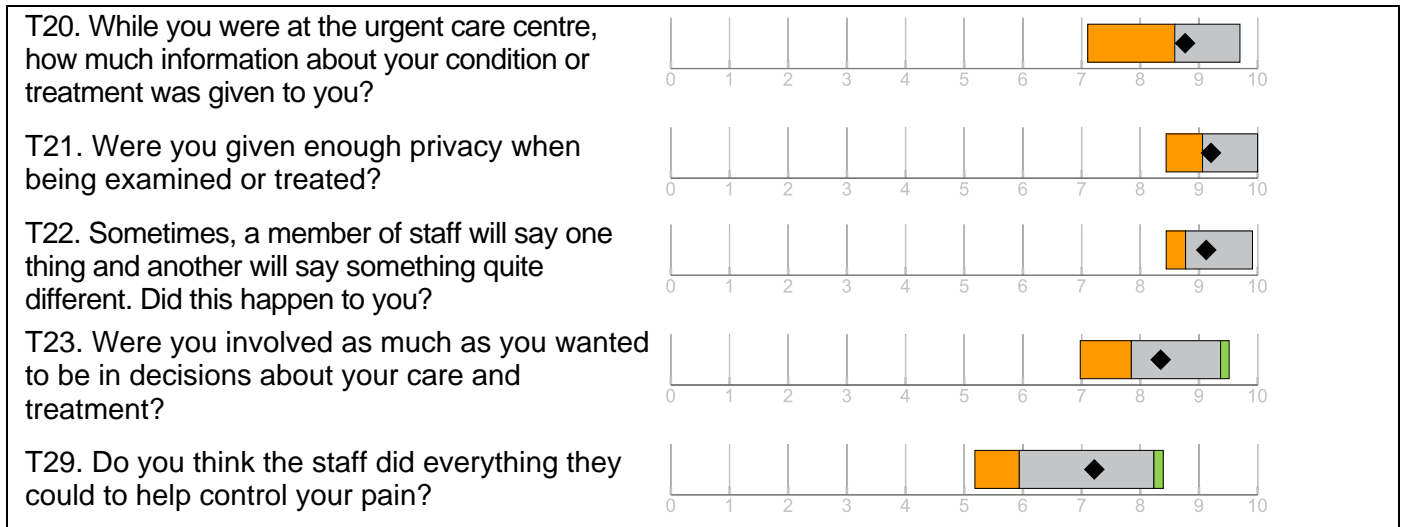 T20. While you were at the urgent care centre,
how much information about your condition or
treatment was given to you?
0 1 2 3 4 5 6 7 8 9 10
T21. Were you given enough privacy when
being examined or treated?
0 1 2 3 4 5 6 7 8 9 10
T22. Sometimes, a member of staff will say one
thing and another will say something quite
different. Did this happen to you?
0 1 2 3 4 5 6 7 8 9 10
T23. Were you involved as much as you wanted
to be in decisions about your care and
treatment?
0 1 2 3 4 5 6 7 8 9 10
T29. Do you think the staff did everything they
could to help control your pain?
0 1 2 3 4 5 6 7 8 9 10